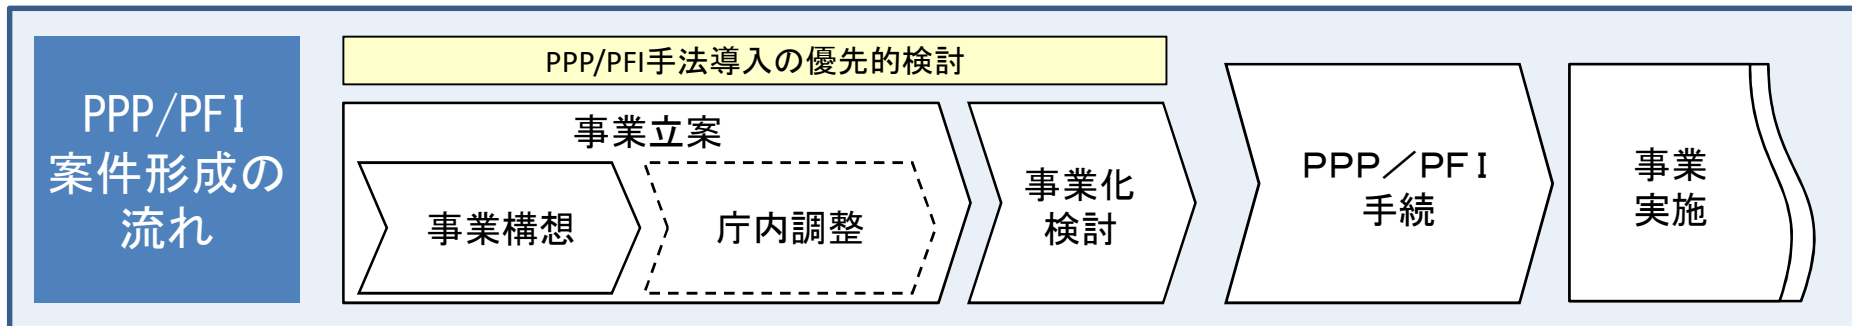 PPP/PFI
案件形成の
流れ
PPP/PFI手法導入の優先的検討
事業立案
事業構想
庁内調整
事業化
検討
ＰＰＰ／ＰＦＩ
手続
事業
実施